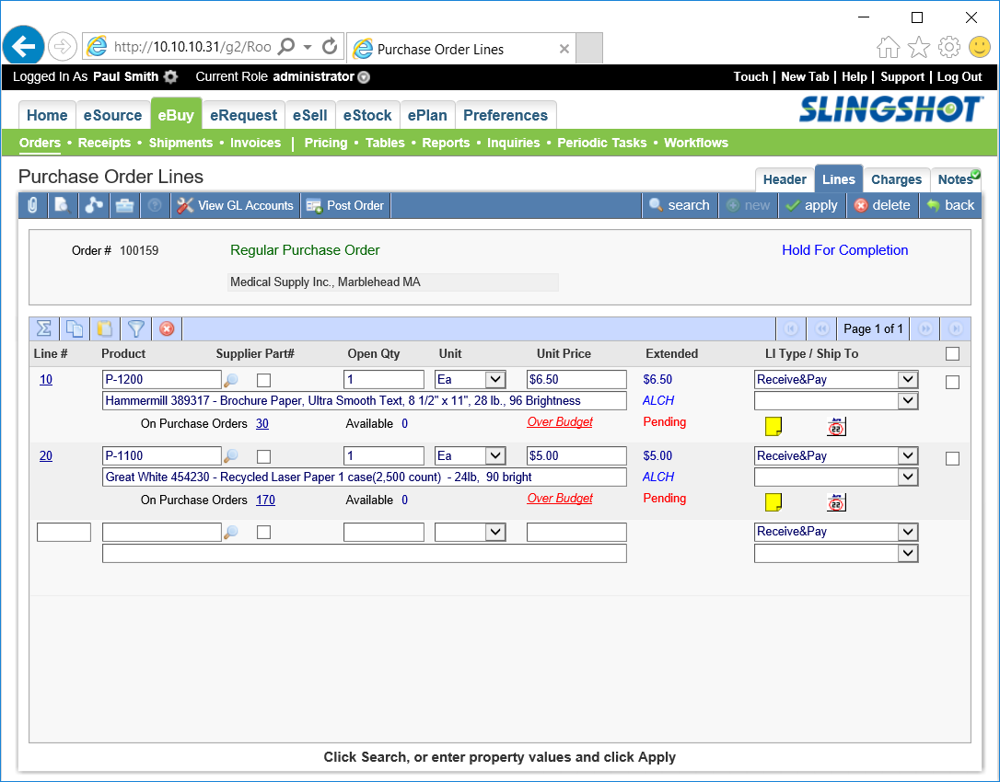 http://10.10.10.31/g2/Roo
Purchase Order Lines
Logged In As Paul Smith Current Role administrator
Touch | New Tab | Help | Support | Log Out
Home eSource eBuy eRequest eSell eStock ePlan Preferences
SLINGSHOT
Orders • Receipts • Shipments • Invoices | Pricing • Tables • Reports • Inquiries • Periodic Tasks • Workflows
Purchase Order Lines
Header Lines Charges Notes
View GL Accounts Post Order search new apply delete back
Order # 100159 Regular Purchase Order Hold For Completion
Medical Supply Inc., Marblehead MA
Page 1 of 1
Line # Product Supplier Part# Open Qty Unit Unit Price Extended LI Type / Ship To
10 P-1200 1 Ea $6.50 $6.50 Receive&Pay
Hammermill 389317 - Brochure Paper, Ultra Smooth Text, 8 1/2" x 11", 28 lb., 96 Brightness ALCH
On Purchase Orders 30 Available 0 Over Budget Pending
20 P-1100 1 Ea $5.00 $5.00 Receive&Pay
Great White 454230 - Recycled Laser Paper 1 case(2,500 count)  - 24lb,  90 bright ALCH
On Purchase Orders 170 Available 0 Over Budget Pending
Receive&Pay
Click Search, or enter property values and click Apply